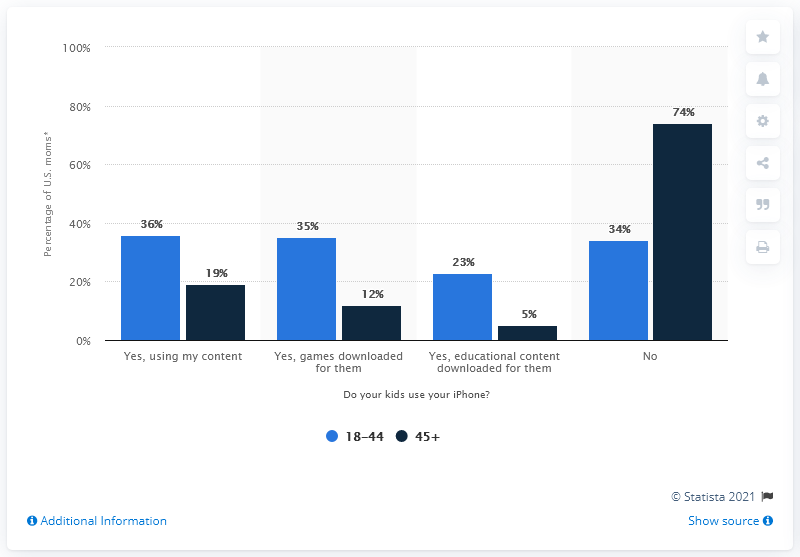 100%
80%
60%
40%
20%
0%
Percentage of U.S. moms*
36%
19%
35%
12%
23%
5%
34%
74%
Yes, using my content
Yes, games downloaded
for them
Yes, educational content
downloaded for them
No
Do your kids use your iPhone?
18–44
45+
© Statista 2021
Additional Information
Show source